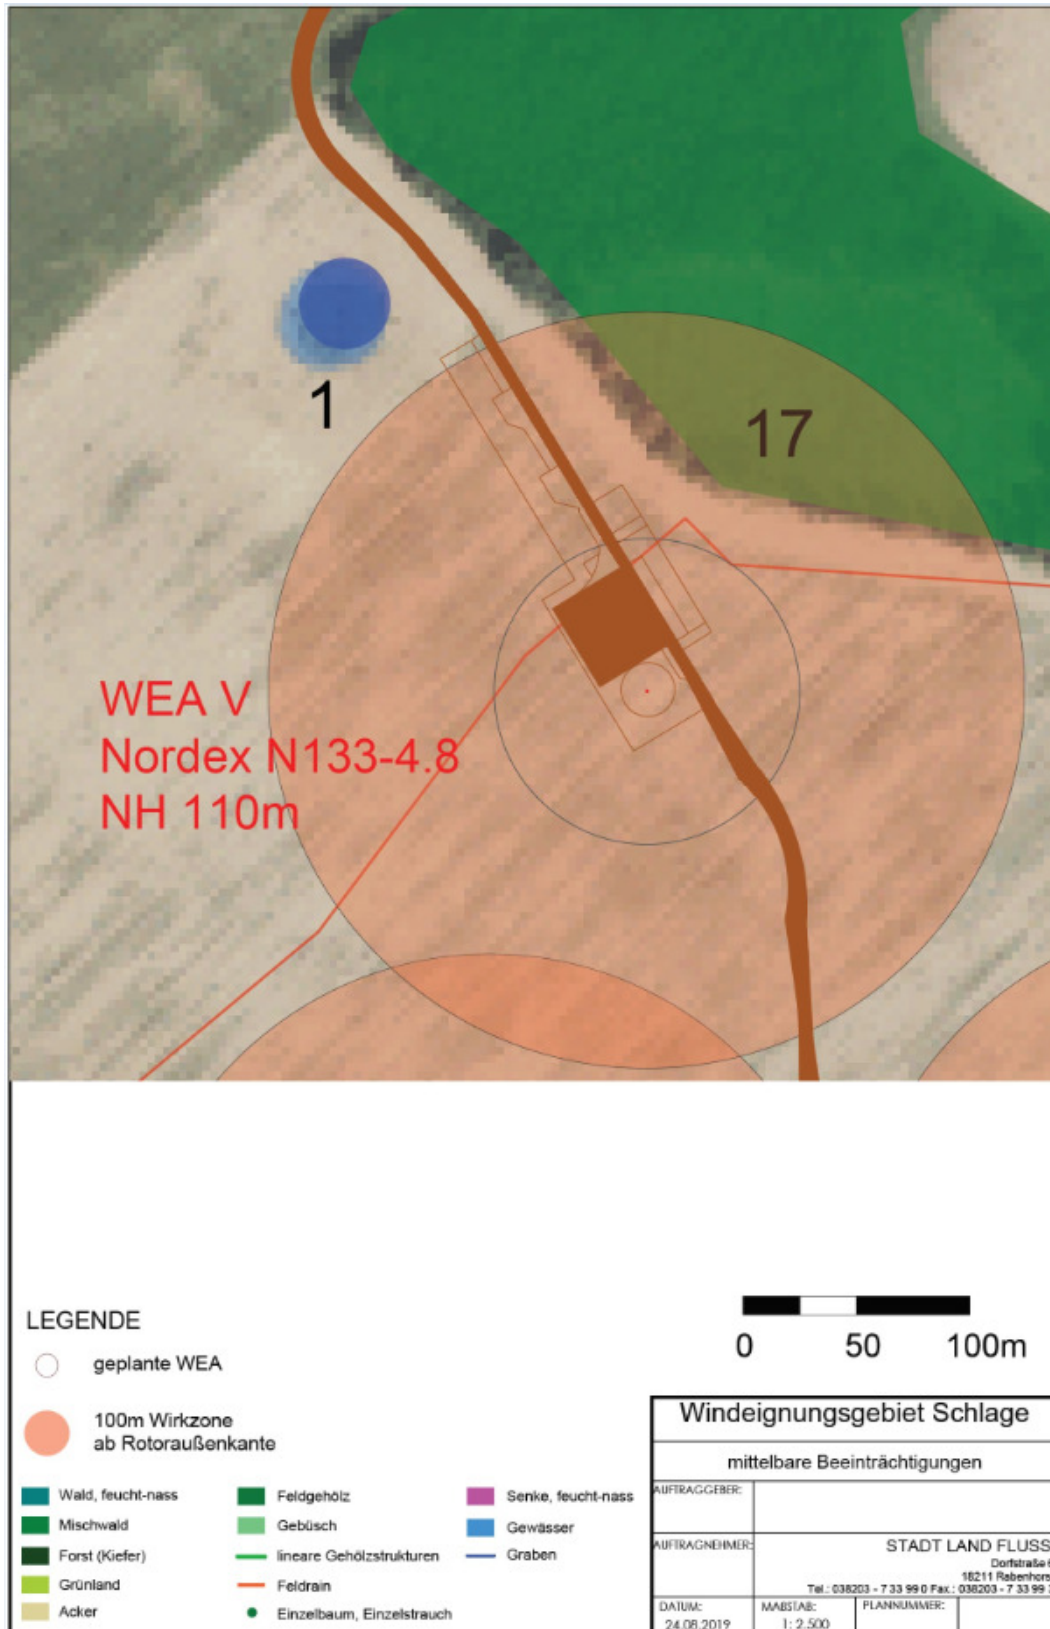 1
17
WEA V
Nordex N133-4.8
NH 110m
LEGENDE
geplante WEA
100m Wirkzone
ab Rotoraußenkante
Wald, feucht-nass
Mischwald
Forst (Kiefer)
Grünland
Acker
Feldgehölz
Gebüsch
lineare Gehölzstrukturen
Feldrain
Einzelbaum, Einzelstrauch
Senke, feucht-nass
Gewässer
Graben
0 50 100m
Windeignungsgebiet Schlage
mittelbare Beeinträchtigungen
AUFTRAGGEBER:
AUFTRAGNEHMER:
STADT LAND FLUSS
Dorfstraße
18211 Rabenhors
Tel.: 038203 - 7 33 99 0 Fax.: 038203 - 7 33 99
DATUM:
24.08.2019
MAßSTAB:
1: 2.500
PLANNUMMER: